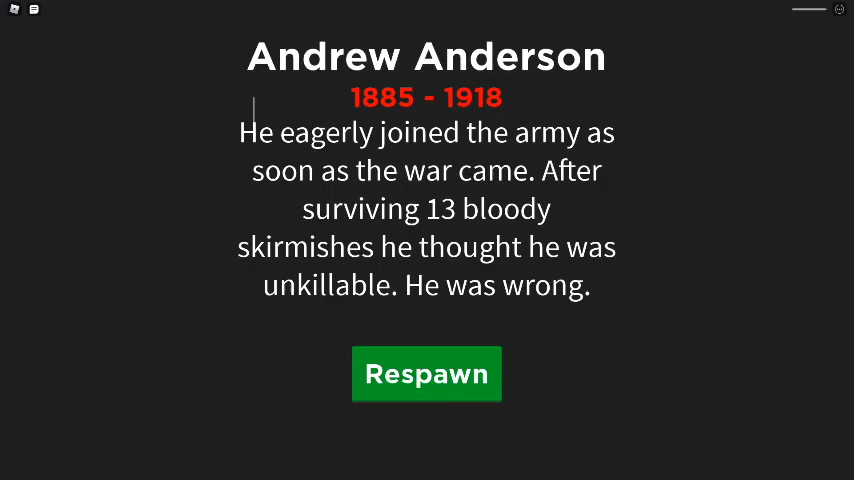 Andrew Anderson
1885 - 1918
He eagerly joined the army as
soon as the war came. After
surviving 13 bloody
skirmishes he thought he was
unkillable. He was wrong.
Respawn